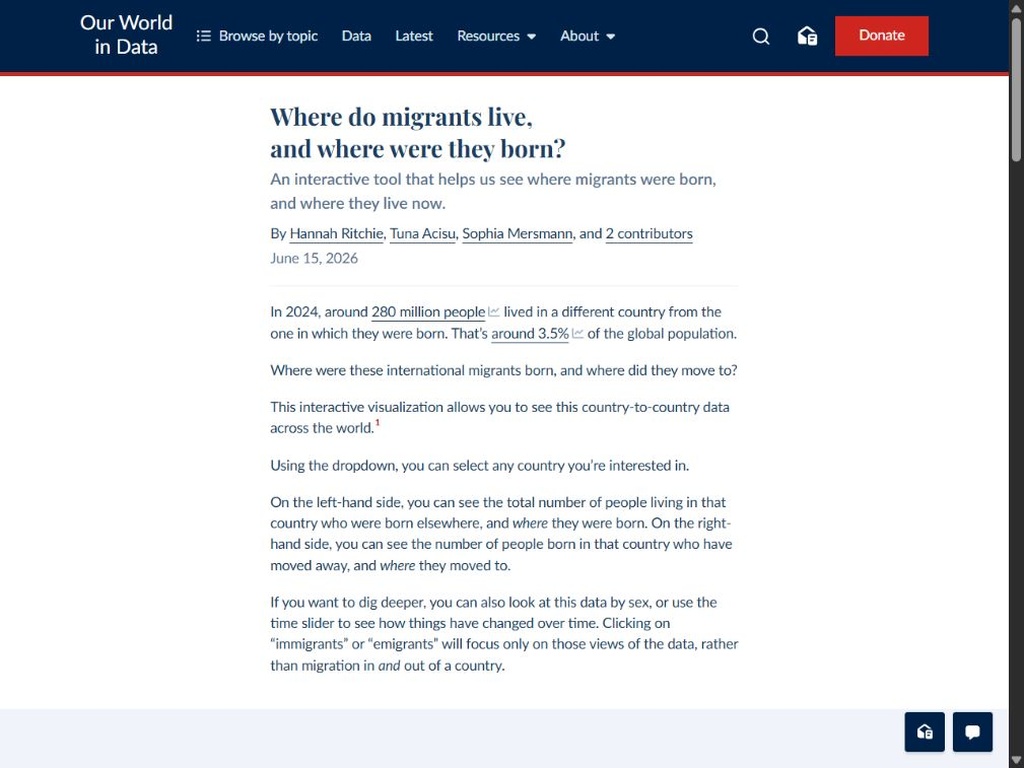 Our World
in Data
Browse by topic
Data
Latest
Resources
About
Donate
Where do migrants live,
and where were they born?
An interactive tool that helps us see where migrants were born,
and where they live now.
By Hannah Ritchie, Tuna Acisu, Sophia Mersmann, and 2 contributors
June 15, 2026
In 2024, around 280 million people lived in a different country from the
one in which they were born. That’s around 3.5% of the global population.
Where were these international migrants born, and where did they move to?
This interactive visualization allows you to see this country-to-country data
across the world.1
Using the dropdown, you can select any country you’re interested in.
On the left-hand side, you can see the total number of people living in that
country who were born elsewhere, and where they were born. On the right-
hand side, you can see the number of people born in that country who have
moved away, and where they moved to.
If you want to dig deeper, you can also look at this data by sex, or use the
time slider to see how things have changed over time. Clicking on
“immigrants” or “emigrants” will focus only on those views of the data, rather
than migration in and out of a country.